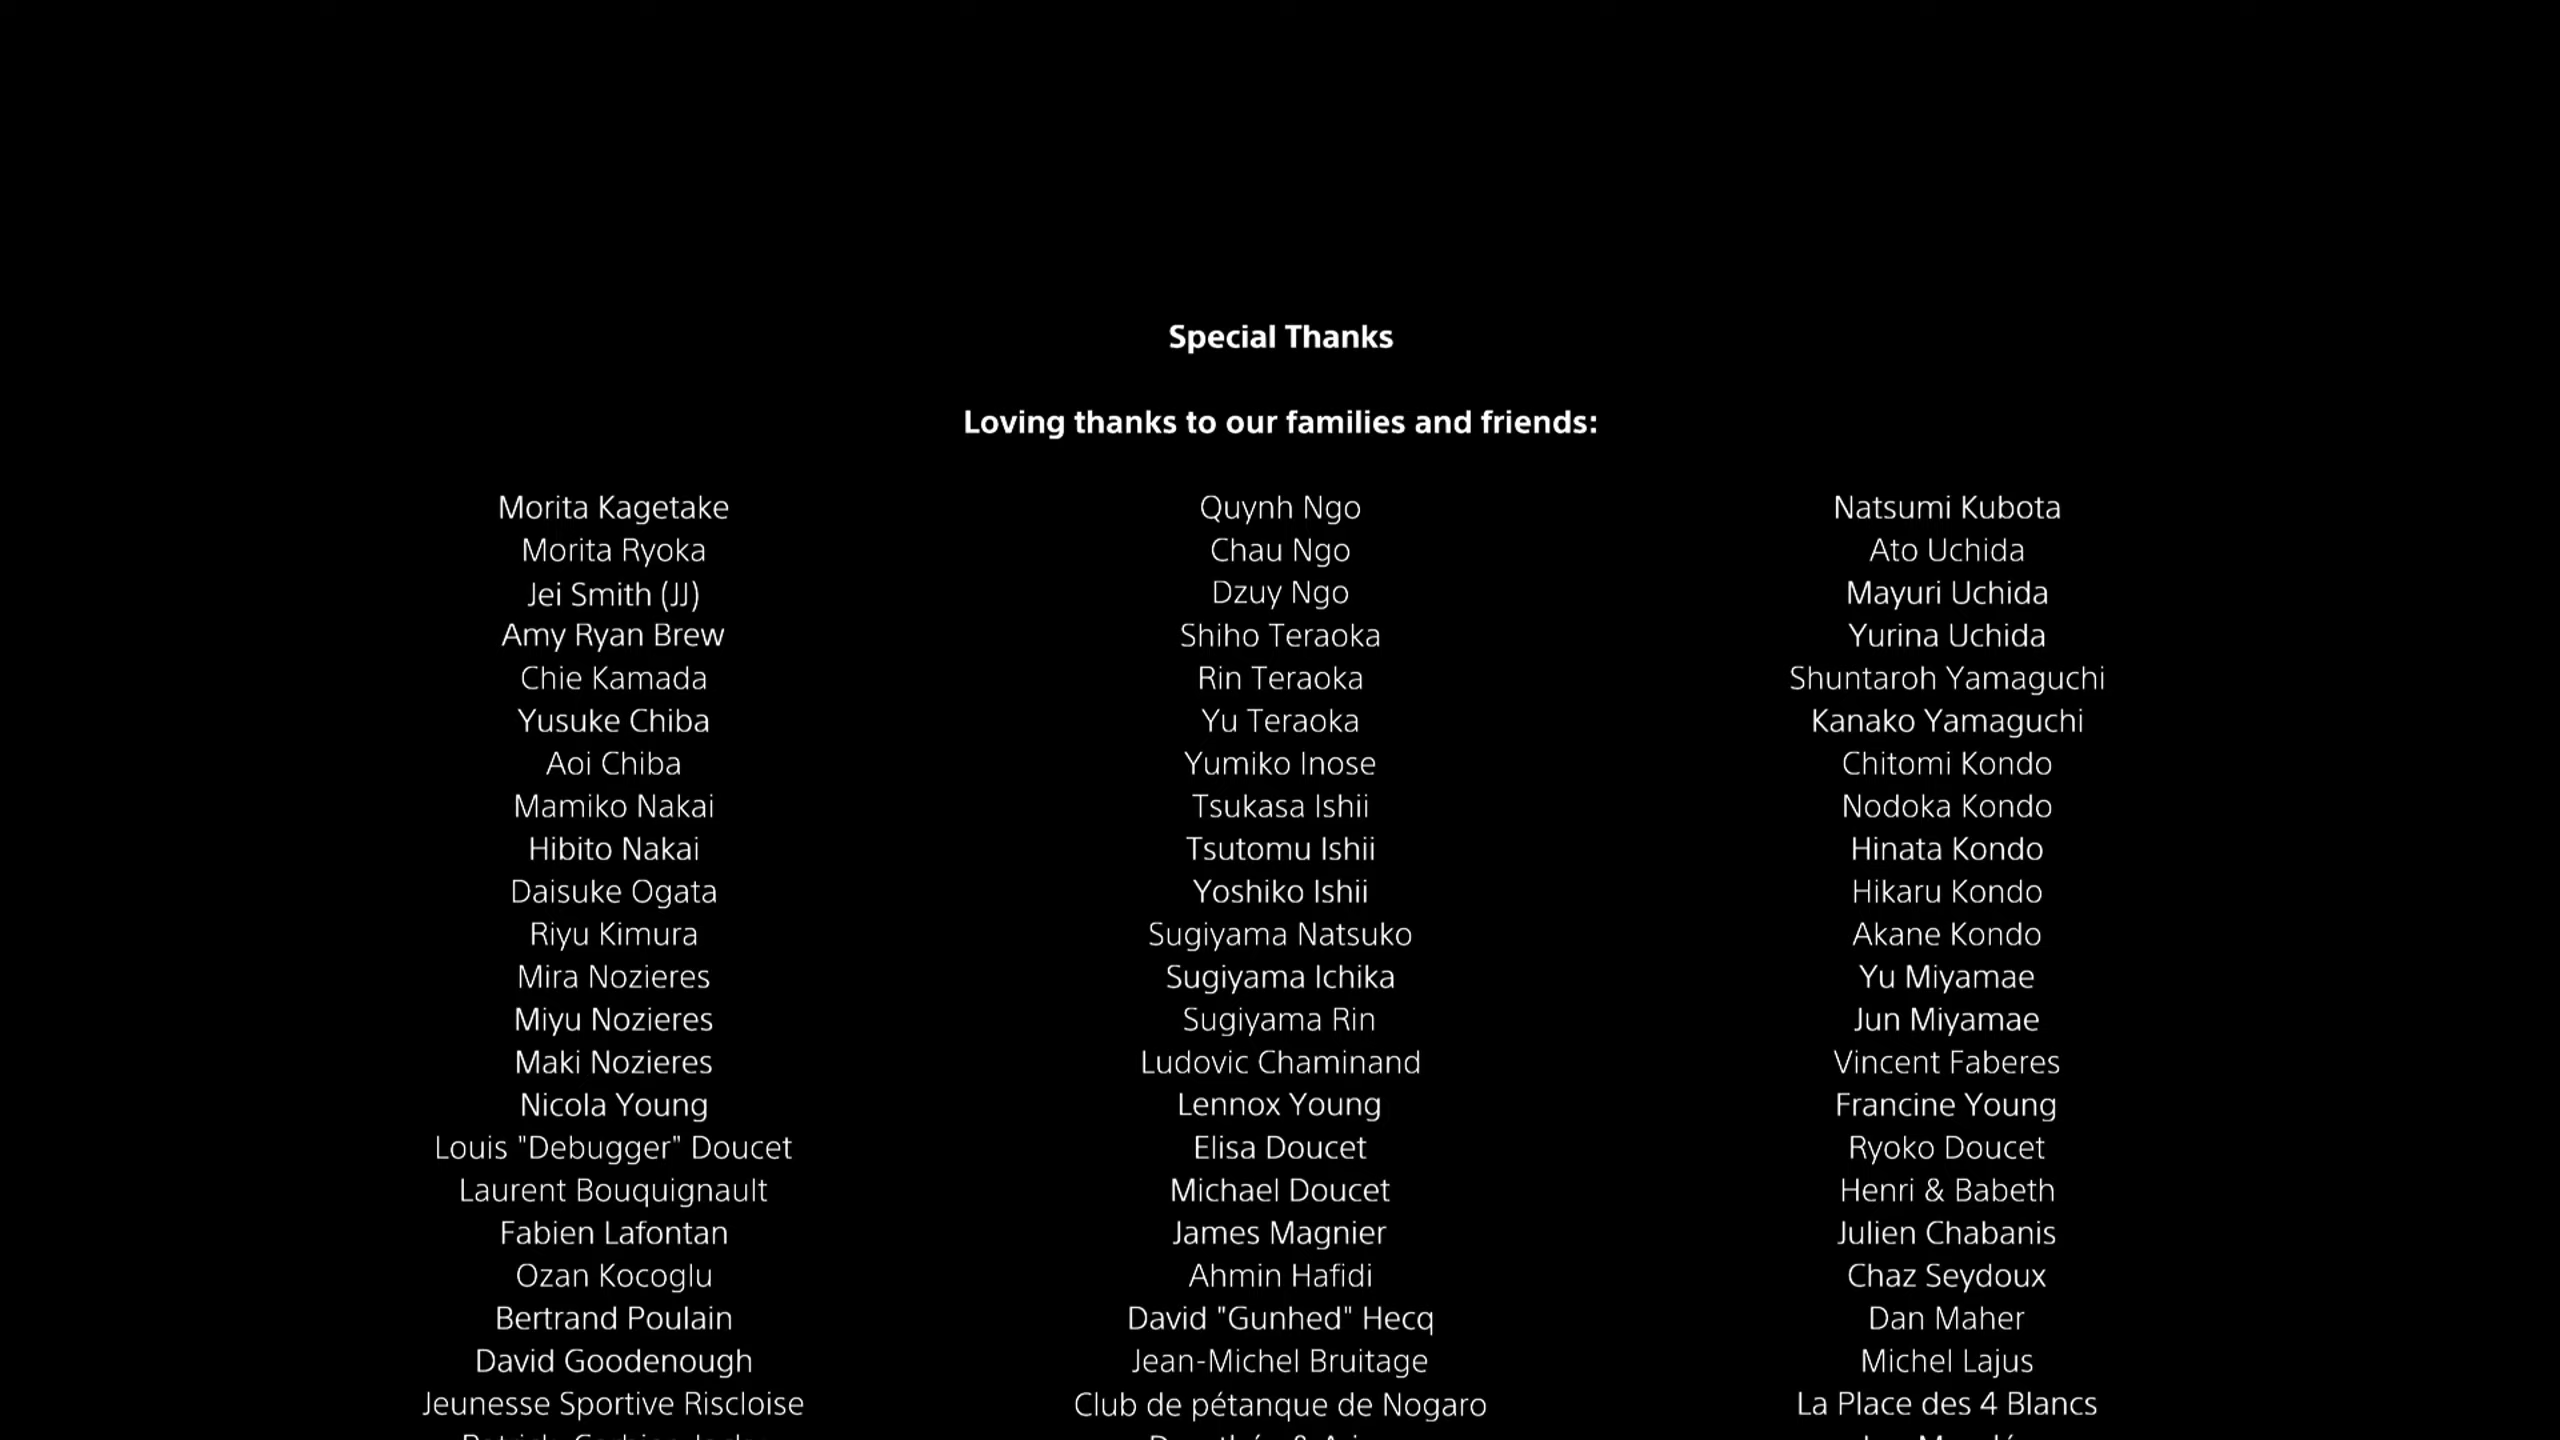 Special Thanks
Loving thanks to our families and friends:
Morita Kagetake Quynh Ngo Natsumi Kubota
Morita Ryoka Chau Ngo Ato Uchida
Jei Smith (JJ) Dzuy Ngo Mayuri Uchida
Amy Ryan Brew Shiho Teraoka Yurina Uchida
Chie Kamada Rin Teraoka Shuntaroh Yamaguchi
Yusuke Chiba Yu Teraoka Kanako Yamaguchi
Aoi Chiba Yumiko Inose Chitomi Kondo
Mamiko Nakai Tsukasa Ishii Nodoka Kondo
Hibito Nakai Tsutomu Ishii Hinata Kondo
Daisuke Ogata Yoshiko Ishii Hikaru Kondo
Riyu Kimura Sugiyama Natsuko Akane Kondo
Mira Nozieres Sugiyama Ichika Yu Miyamae
Miyu Nozieres Sugiyama Rin Jun Miyamae
Maki Nozieres Ludovic Chaminand Vincent Faberes
Nicola Young Lennox Young Francine Young
Louis "Debugger" Doucet Elisa Doucet Ryoko Doucet
Laurent Bouquignault Michael Doucet Henri & Babeth
Fabien Lafontan James Magnier Julien Chabanis
Ozan Kocoglu Ahmin Hafidi Chaz Seydoux
Bertrand Poulain David "Gunhed" Hecq Dan Maher
David Goodenough Jean-Michel Bruitage Michel Lajus
Jeunesse Sportive Riscloise Club de pétanque de Nogaro La Place des 4 Blancs